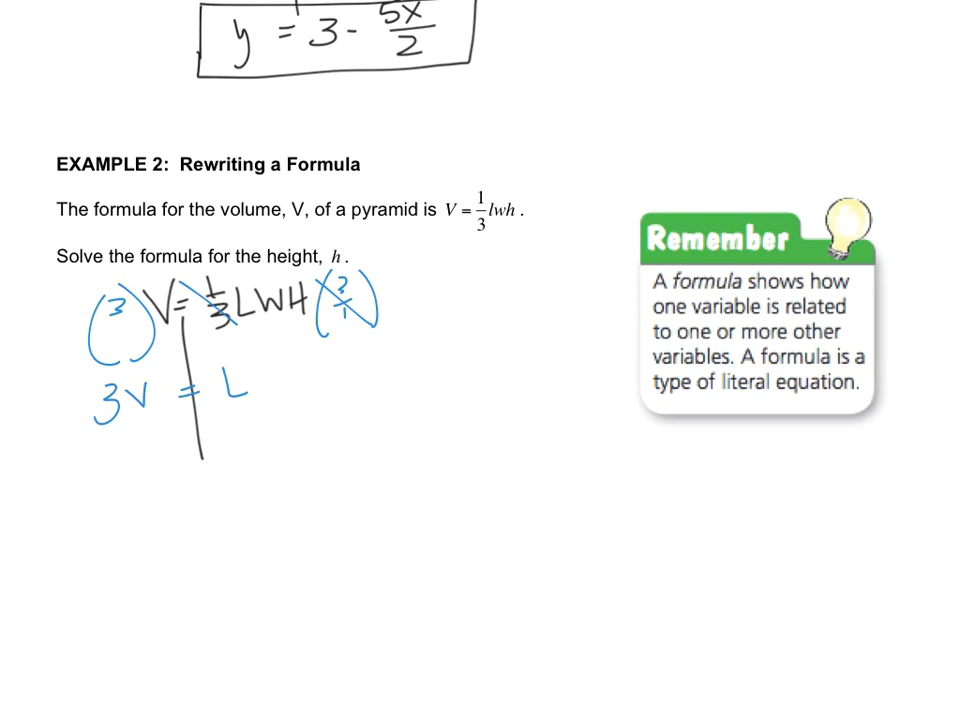 y = 3 - 5x/2
EXAMPLE 2: Rewriting a Formula
The formula for the volume, V, of a pyramid is V = 1/3 lwh .
Solve the formula for the height, h .
(3) V = 1/3 LWH (3/1)
3V = L
Remember
A formula shows how
one variable is related
to one or more other
variables. A formula is a
type of literal equation.